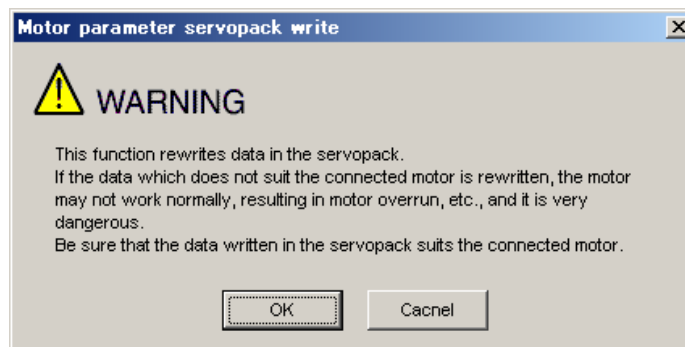 Motor parameter servopack write
WARNING
This function rewrites data in the servopack.
If the data which does not suit the connected motor is rewritten, the motor
may not work normally, resulting in motor overrun, etc., and it is very
dangerous.
Be sure that the data written in the servopack suits the connected motor.
OK
Cacnel